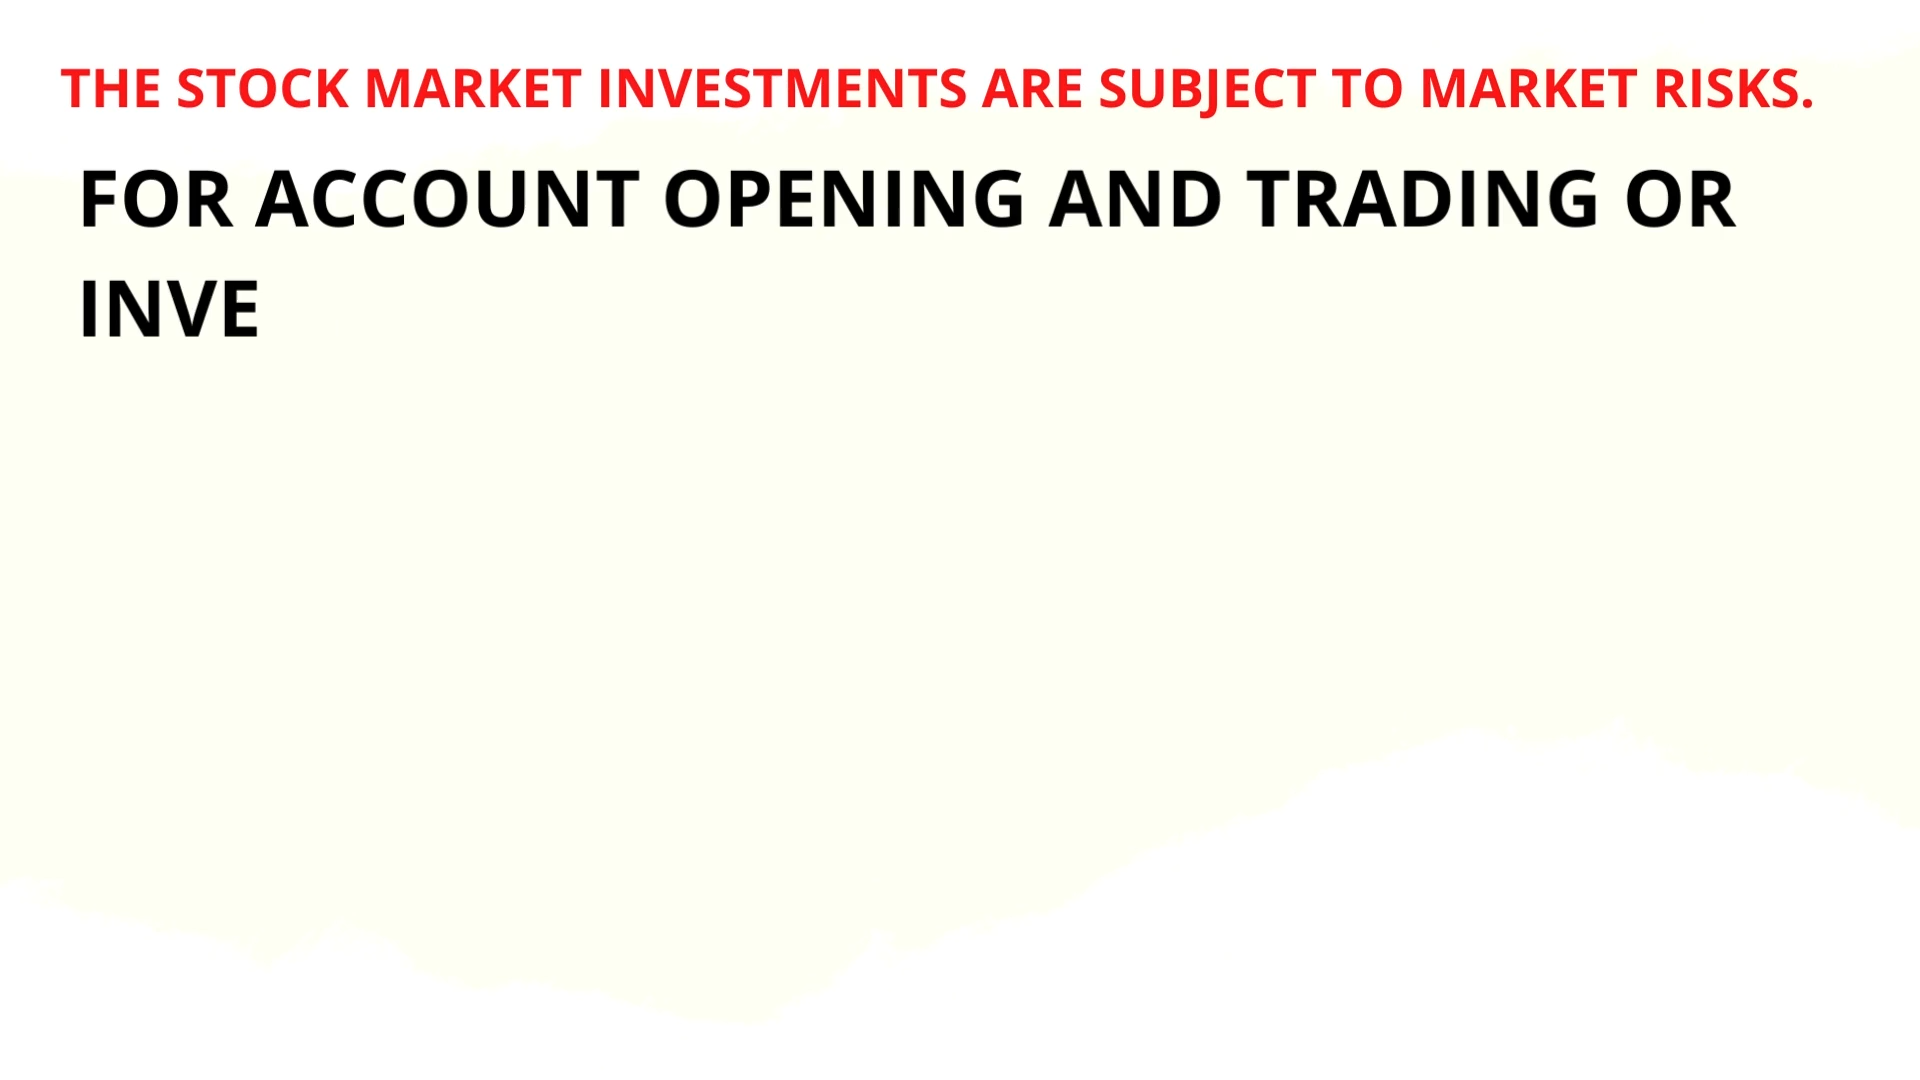 THE STOCK MARKET INVESTMENTS ARE SUBJECT TO MARKET RISKS.
FOR ACCOUNT OPENING AND TRADING OR
INVE